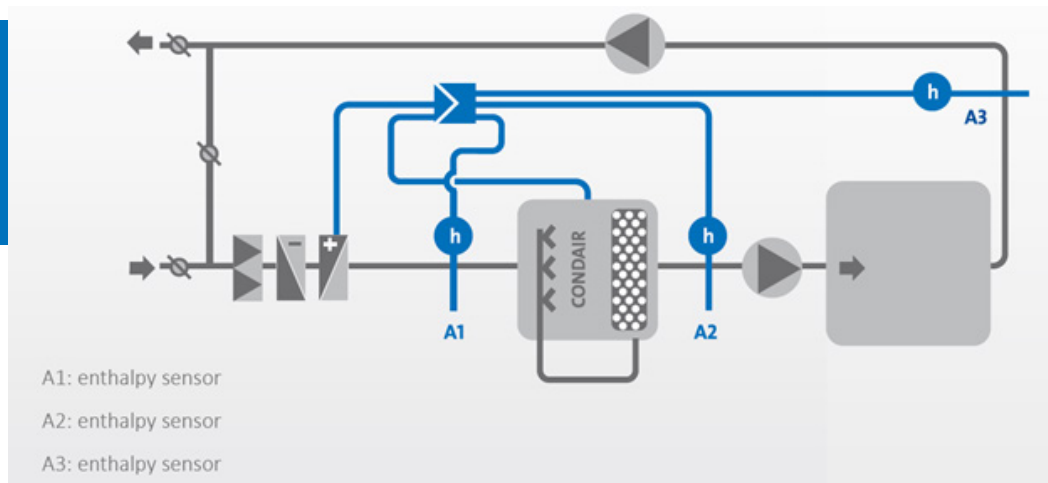 h
A3
h
h
CONDAIR
A1
A2
A1: enthalpy sensor
A2: enthalpy sensor
A3: enthalpy sensor